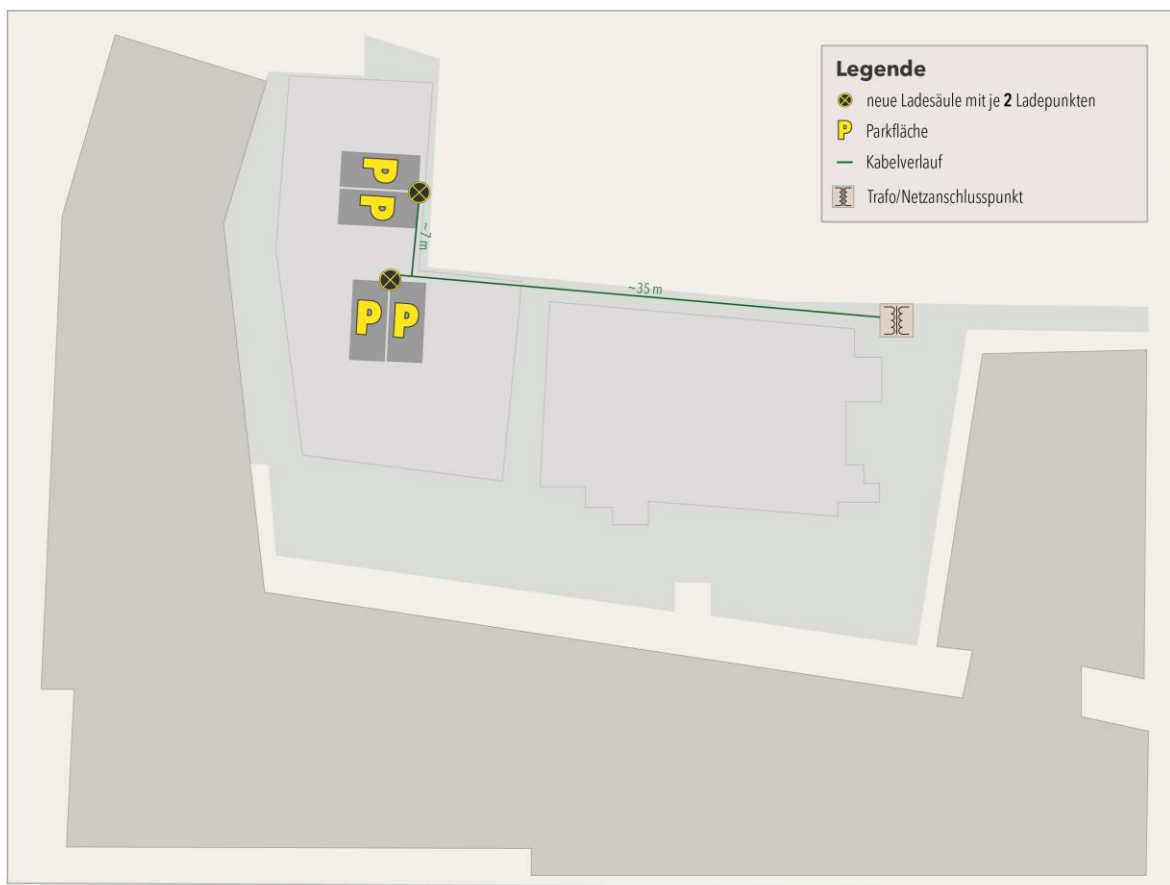 Legende
neue Ladesäule mit je 2 Ladepunkten
P Parkfläche
Kabelverlauf
Trafo/Netzanschlusspunkt
P
P
~7 m
~35 m
P P